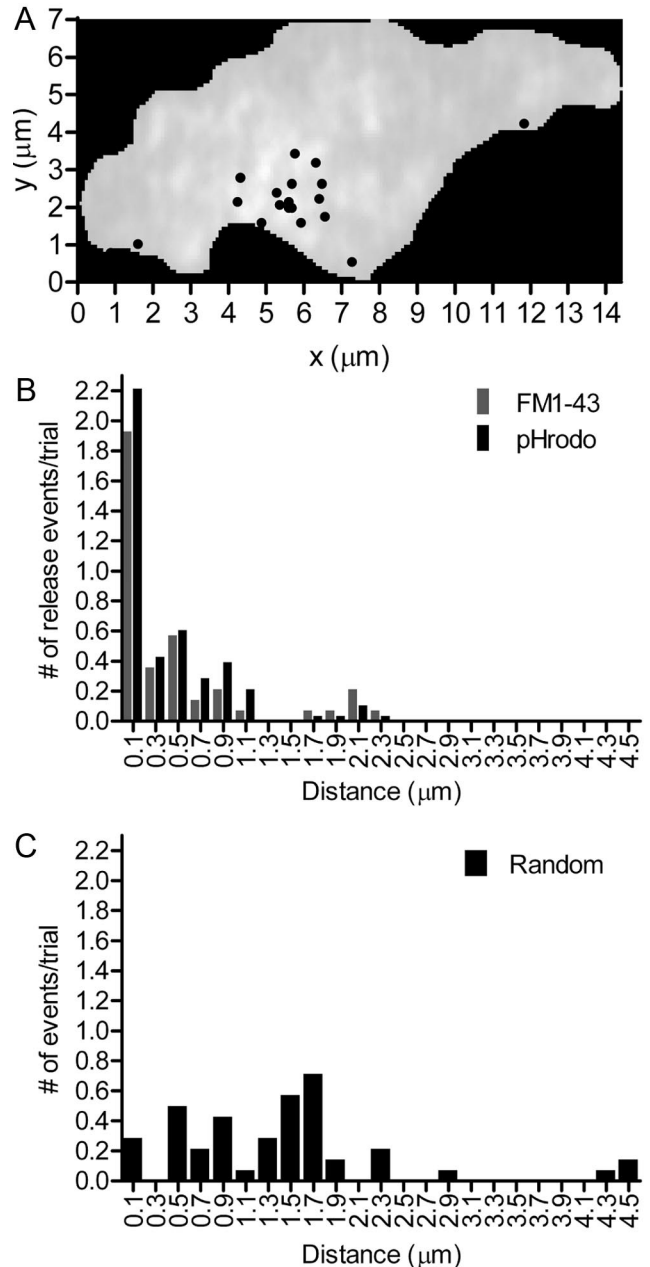 A
7
6
5
4
3
2
1
0
y (μm)
0 1 2 3 4 5 6 7 8 9 10 11 12 13 14
x (μm)
B
2.2
2.0
1.8
1.6
1.4
1.2
1.0
0.8
0.6
0.4
0.2
0.0
# of release events/trial
FM1-43
pHrodo
0.1 0.3 0.5 0.7 0.9 1.1 1.3 1.5 1.7 1.9 2.1 2.3 2.5 2.7 2.9 3.1 3.3 3.5 3.7 3.9 4.1 4.3 4.5
Distance (μm)
C
2.2
2.0
1.8
1.6
1.4
1.2
1.0
0.8
0.6
0.4
0.2
0.0
# of events/trial
Random
0.1 0.3 0.5 0.7 0.9 1.1 1.3 1.5 1.7 1.9 2.1 2.3 2.5 2.7 2.9 3.1 3.3 3.5 3.7 3.9 4.1 4.3 4.5
Distance (μm)